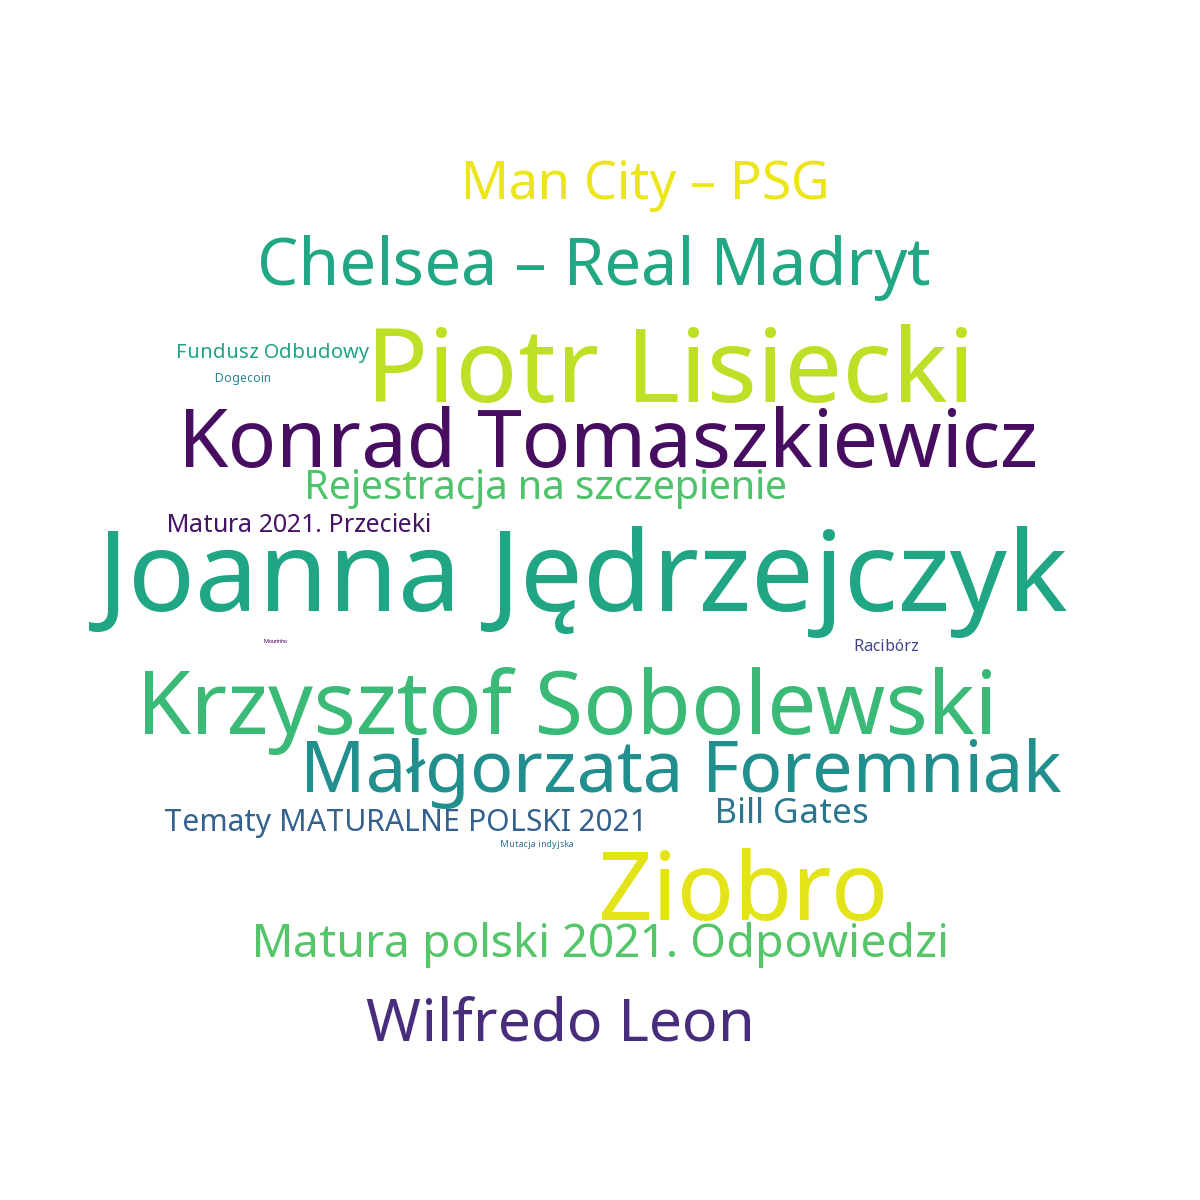 Man City – PSG
Chelsea – Real Madryt
Piotr Lisiecki
Fundusz Odbudowy
Dogecoin
Konrad Tomaszkiewicz
Rejestracja na szczepienie
Matura 2021. Przecieki
Joanna Jędrzejczyk
Mourinho
Racibórz
Krzysztof Sobolewski
Małgorzata Foremniak
Bill Gates
Tematy MATURALNE POLSKI 2021
Mutacja indyjska
Ziobro
Matura polski 2021. Odpowiedzi
Wilfredo Leon